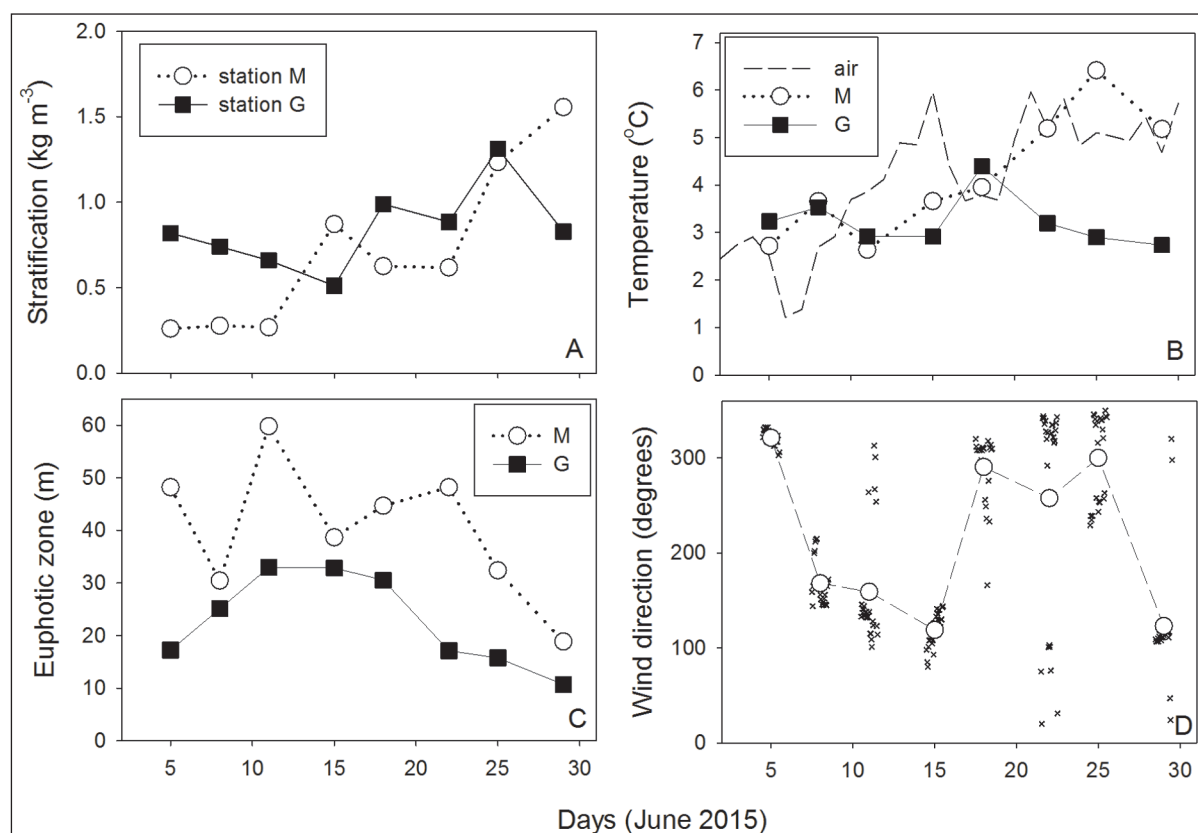 Stratification (kg m-3)
2.0
1.5
1.0
0.5
0.0
station M
station G
A
Temperature (oC)
7
6
5
4
3
2
1
0
air
M
G
B
Euphotic zone (m)
60
50
40
30
20
10
0
M
G
C
5 10 15 20 25 30
Wind direction (degrees)
300
200
100
0
D
5 10 15 20 25 30
Days (June 2015)